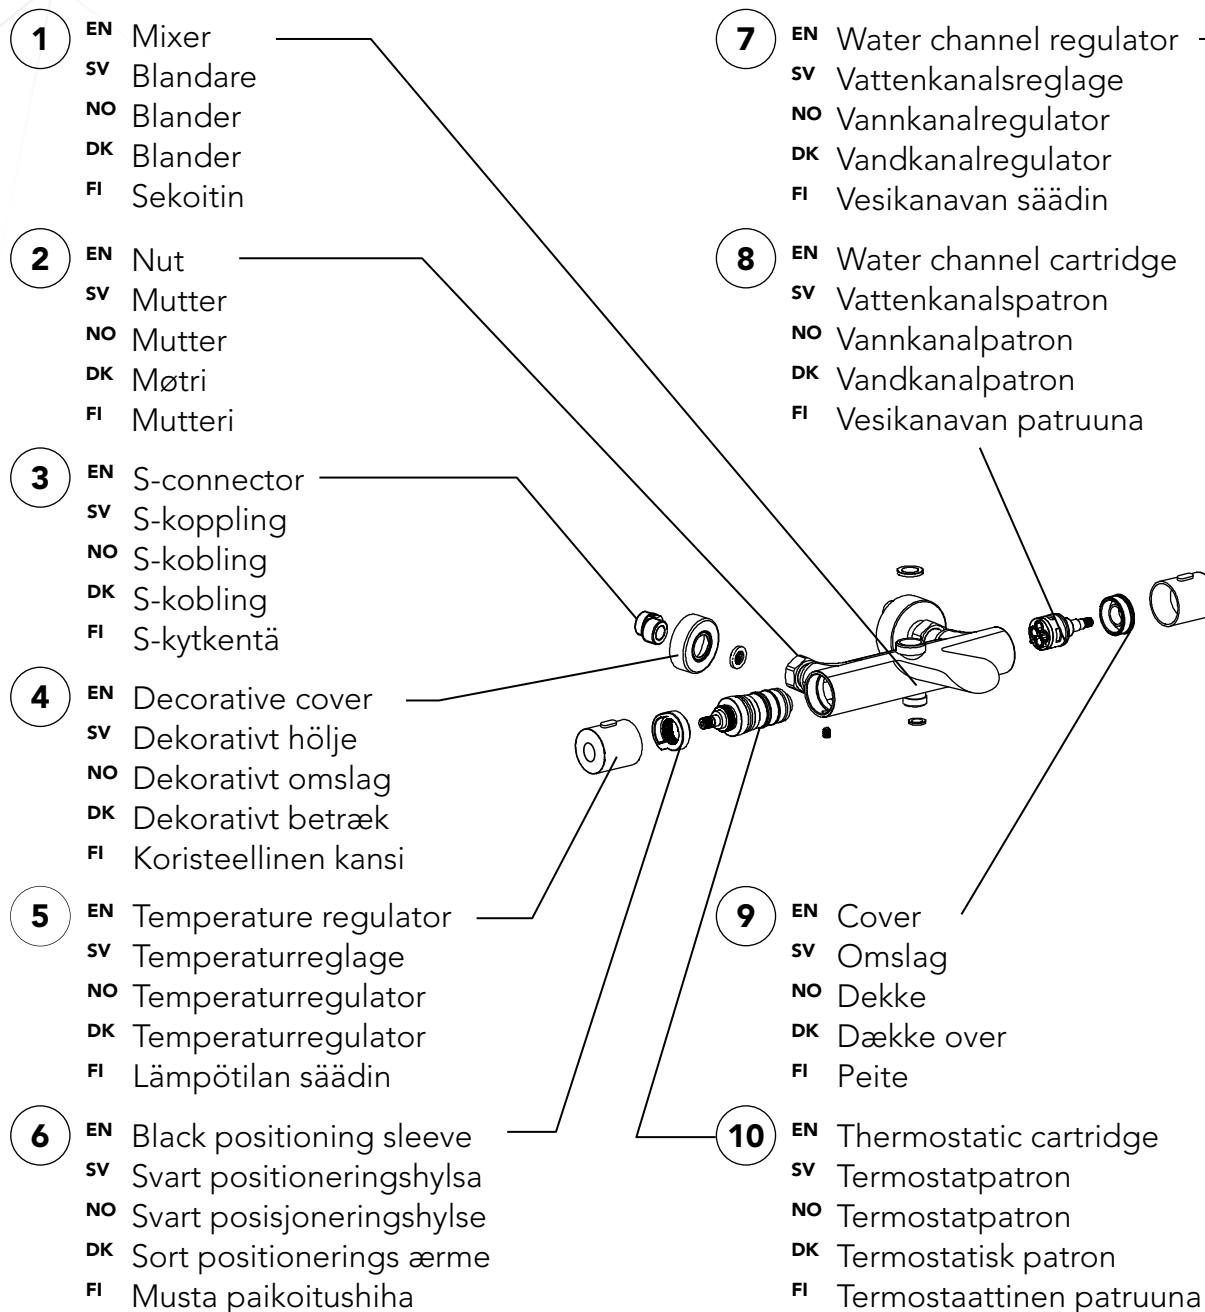 1 EN Mixer
SV Blandare
NO Blander
DK Blander
FI Sekoitin
2 EN Nut
SV Mutter
NO Mutter
DK Møtri
FI Mutteri
3 EN S-connector
SV S-koppling
NO S-kobling
DK S-kobling
FI S-kytkentä
4 EN Decorative cover
SV Dekorativt hölje
NO Dekorativt omslag
DK Dekorativt betræk
FI Koristeellinen kansi
5 EN Temperature regulator
SV Temperaturreglage
NO Temperaturregulator
DK Temperaturregulator
FI Lämpötilan säädin
6 EN Black positioning sleeve
SV Svart positioneringshylsa
NO Svart posisjoneringshylse
DK Sort positionerings ærme
FI Musta paikoitushiha
7 EN Water channel regulator
SV Vattenkanalsreglage
NO Vannkanalregulator
DK Vandkanalregulator
FI Vesikanavan säädin
8 EN Water channel cartridge
SV Vattenkanalspatron
NO Vannkanalpatron
DK Vandkanalpatron
FI Vesikanavan patruuna
9 EN Cover
SV Omslag
NO Dekke
DK Dække over
FI Peite
10 EN Thermostatic cartridge
SV Termostatpatron
NO Termostatpatron
DK Termostatisk patron
FI Termostaattinen patruuna